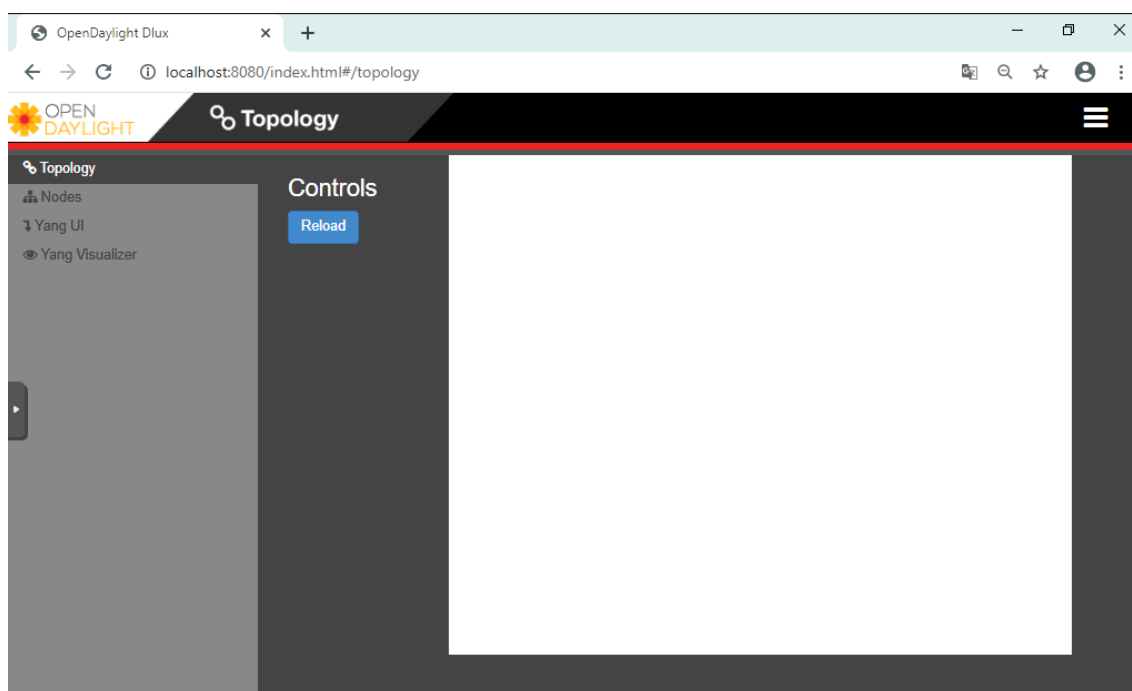 OpenDaylight Dlux
localhost:8080/index.html#/topology
OPEN
DAYLIGHT
Topology
Topology
Nodes
Yang UI
Yang Visualizer
Controls
Reload